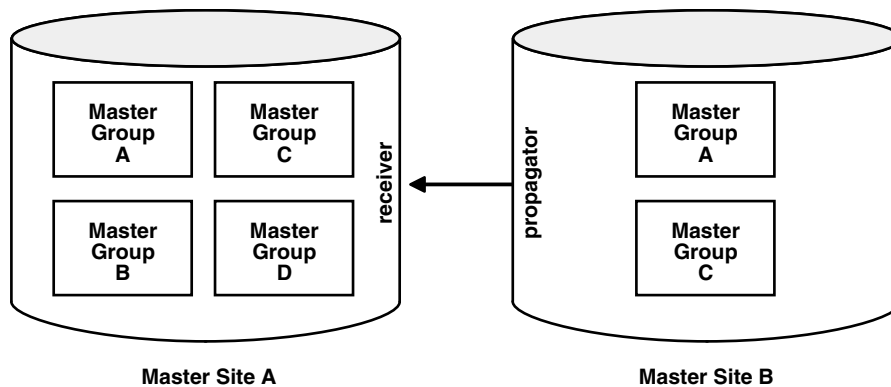 Master
Group
A
Master
Group
C
Master
Group
B
Master
Group
D
receiver
propagator
Master
Group
A
Master
Group
C
Master Site A
Master Site B